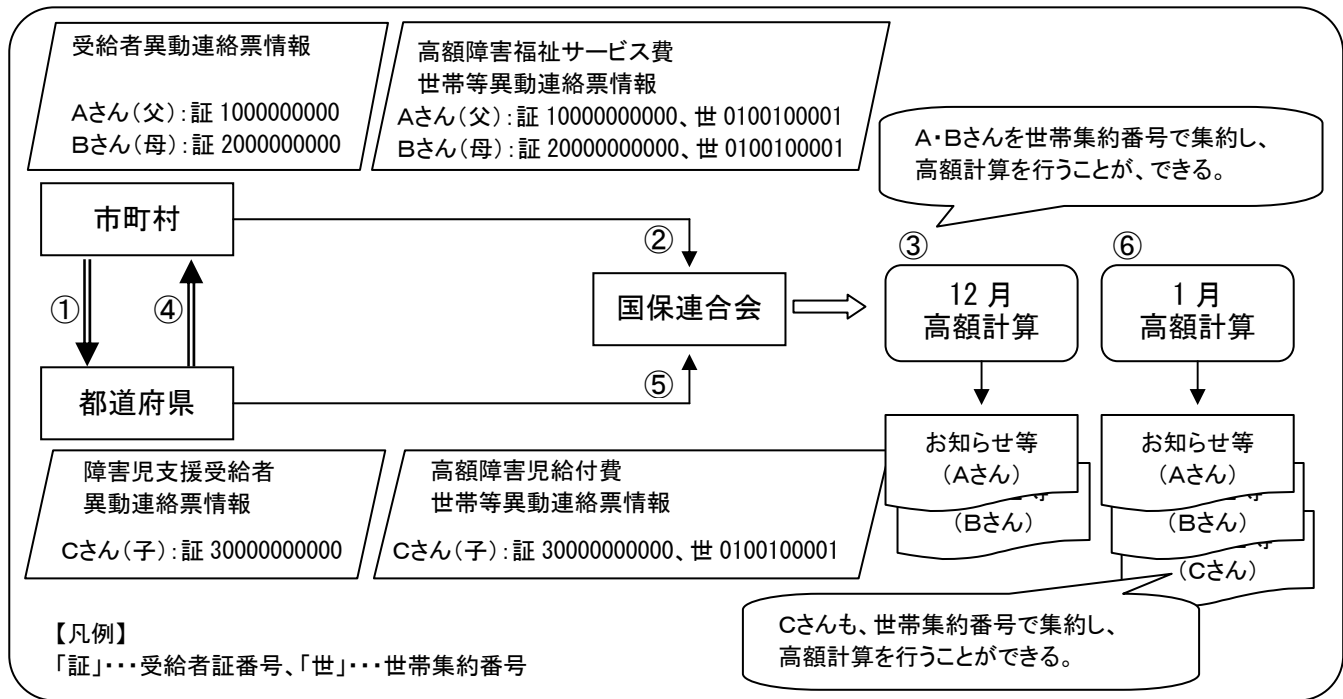 受給者異動連絡票情報
Aさん(父):証 1000000000
Bさん(母):証 2000000000
高額障害福祉サービス費
世帯等異動連絡票情報
Aさん(父):証 10000000000、世 0100100001
Bさん(母):証 20000000000、世 0100100001
A・Bさんを世帯集約番号で集約し、
高額計算を行うことが、できる。
市町村
②
③
⑥
①
④
国保連合会
12 月
高額計算
1 月
高額計算
都道府県
⑤
お知らせ等
(Aさん)
(Bさん)
お知らせ等
(Aさん)
(Bさん)
(Cさん)
障害児支援受給者
異動連絡票情報
Cさん(子):証 30000000000
高額障害児給付費
世帯等異動連絡票情報
Cさん(子):証 30000000000、世 0100100001
Cさんも、世帯集約番号で集約し、
高額計算を行うことができる。
【凡例】
「証」・・・受給者証番号、「世」・・・世帯集約番号